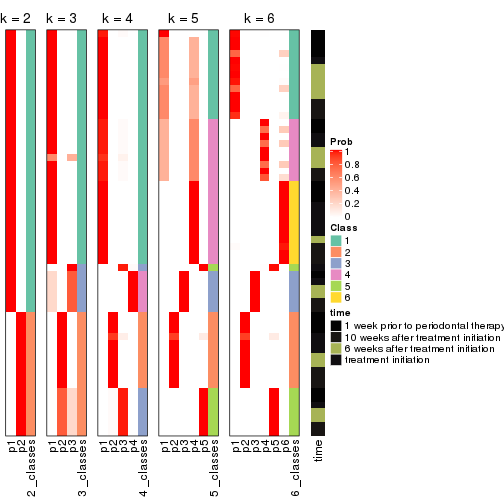 k = 2
k = 3
k = 4
k = 5
k = 6
Prob
1
0.8
0.6
0.4
0.2
0
Class
1
2
3
4
5
6
time
1 week prior to periodontal therapy
10 weeks after treatment initiation
6 weeks after treatment initiation
treatment initiation
p1
p2
2_classes
p1
p2
p3
3_classes
p1
p2
p3
p4
4_classes
p1
p2
p3
p4
p5
5_classes
p1
p2
p3
p4
p5
p6
6_classes
time